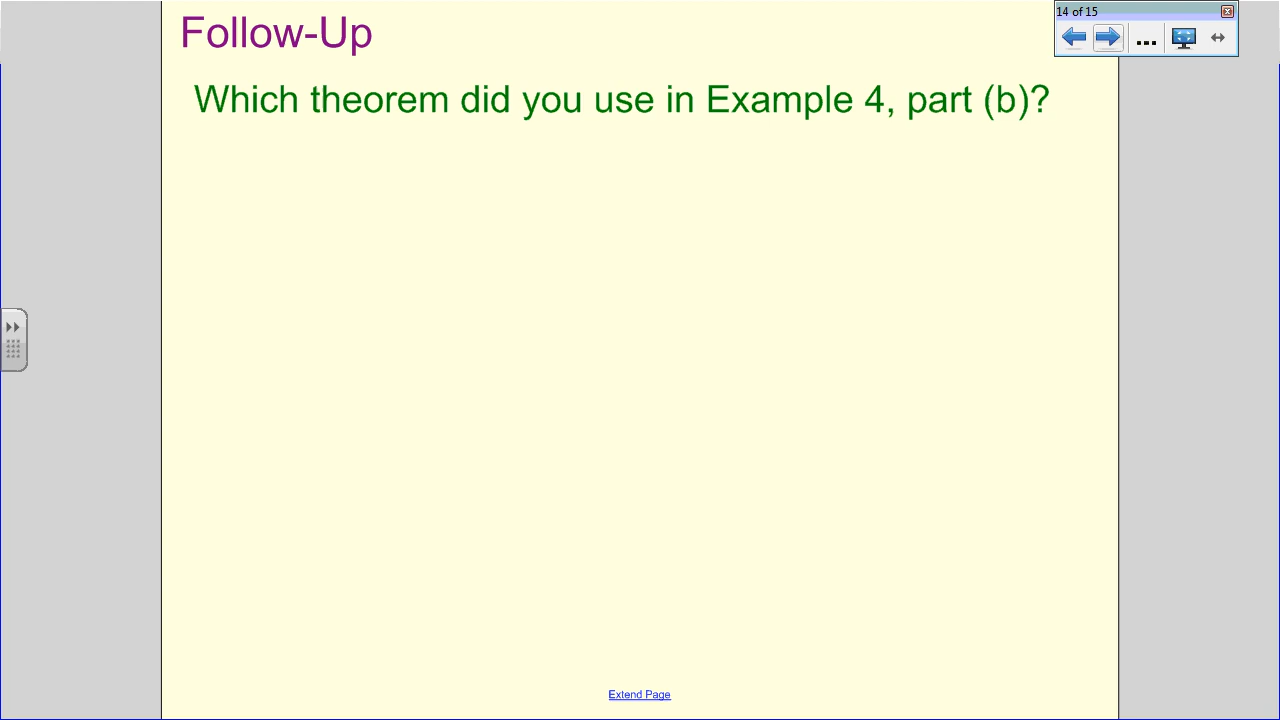 Follow-Up
14 of 15
Which theorem did you use in Example 4, part (b)?
Extend Page